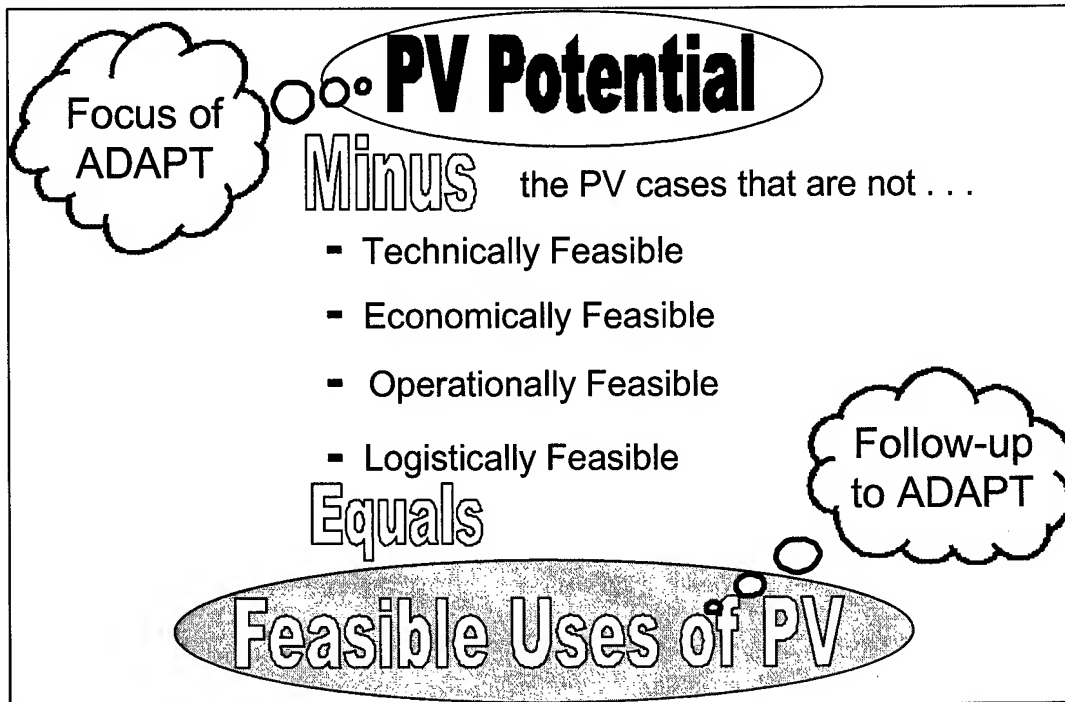 PV Potential
Focus of
ADAPT
Minus the PV cases that are not . . .
- Technically Feasible
- Economically Feasible
- Operationally Feasible
- Logistically Feasible
Follow-up
to ADAPT
Equals
Feasible Uses of PV